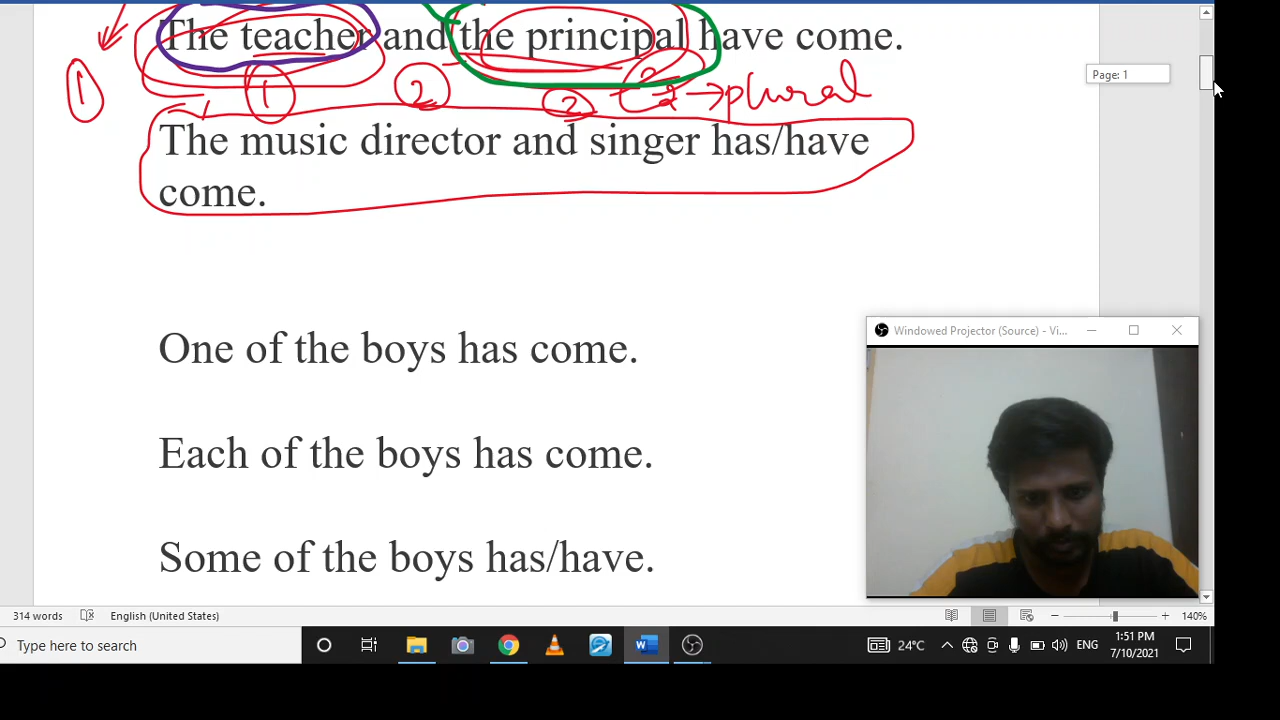 The teacher and the principal have come.
① ① ② ② 2 → plural
Page: 1
The music director and singer has/have
come.
One of the boys has come.
Windowed Projector (Source) - Vi...
Each of the boys has come.
Some of the boys has/have.
314 words English (United States) 140%
Type here to search 24°C ENG 1:51 PM
7/10/2021